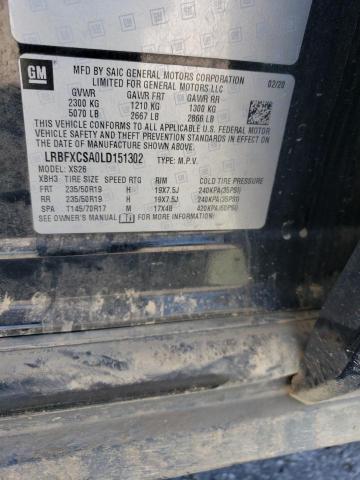 GM
MFD BY SAIC GENERAL MOTORS CORPORATION 02/20
LIMITED FOR GENERAL MOTORS LLC
GVWR GAWR FRT GAWR RR
2300 KG 1210 KG 1300 KG
5070 LB 2667 LB 2866 LB
THIS VEHICLE CONFORMS TO ALL APPLICABLE U.S. FEDERAL MOTOR VEHICLE SAFETY, BUMPER, AND THEFT PREVENTION STANDARDS IN EFFECT ON THE DATE OF MANUFACTURE SHOWN ABOVE.
LRBFXCSA0LD151302 TYPE: M.P.V.
MODEL: XS26
XBH3 TIRE SIZE SPEED RTG RIM COLD TIRE PRESSURE
FRT 235/50R19 H 19X7.5J 240KPA(35PSI)
RR 235/50R19 H 19X7.5J 240KPA(35PSI)
SPA T145/70R17 M 17X4B 420KPA(60PSI)
SEE OWNER'S MANUAL FOR ADDITIONAL INFORMATION.